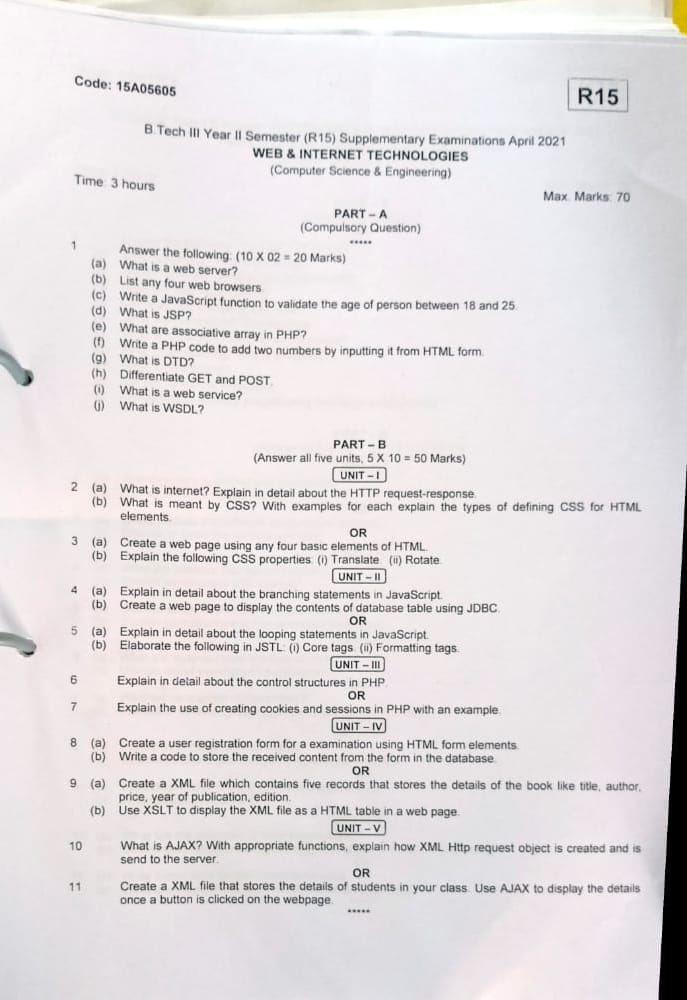 Code: 15A05605
R15
B.Tech III Year II Semester (R15) Supplementary Examinations April 2021
WEB & INTERNET TECHNOLOGIES
(Computer Science & Engineering)
Time: 3 hours
Max. Marks: 70
PART – A
(Compulsory Question)
*****
1 Answer the following: (10 X 02 = 20 Marks)
(a) What is a web server?
(b) List any four web browsers.
(c) Write a JavaScript function to validate the age of person between 18 and 25.
(d) What is JSP?
(e) What are associative array in PHP?
(f) Write a PHP code to add two numbers by inputting it from HTML form.
(g) What is DTD?
(h) Differentiate GET and POST.
(i) What is a web service?
(j) What is WSDL?
PART – B
(Answer all five units, 5 X 10 = 50 Marks)
UNIT – I
2 (a) What is internet? Explain in detail about the HTTP request-response.
(b) What is meant by CSS? With examples for each explain the types of defining CSS for HTML
elements.
OR
3 (a) Create a web page using any four basic elements of HTML.
(b) Explain the following CSS properties: (i) Translate. (ii) Rotate.
UNIT – II
4 (a) Explain in detail about the branching statements in JavaScript.
(b) Create a web page to display the contents of database table using JDBC.
OR
5 (a) Explain in detail about the looping statements in JavaScript.
(b) Elaborate the following in JSTL: (i) Core tags. (ii) Formatting tags.
UNIT – III
6 Explain in detail about the control structures in PHP.
OR
7 Explain the use of creating cookies and sessions in PHP with an example.
UNIT – IV
8 (a) Create a user registration form for a examination using HTML form elements.
(b) Write a code to store the received content from the form in the database.
OR
9 (a) Create a XML file which contains five records that stores the details of the book like title, author,
price, year of publication, edition.
(b) Use XSLT to display the XML file as a HTML table in a web page.
UNIT – V
10 What is AJAX? With appropriate functions, explain how XML Http request object is created and is
send to the server.
OR
11 Create a XML file that stores the details of students in your class. Use AJAX to display the details
once a button is clicked on the webpage.
*****